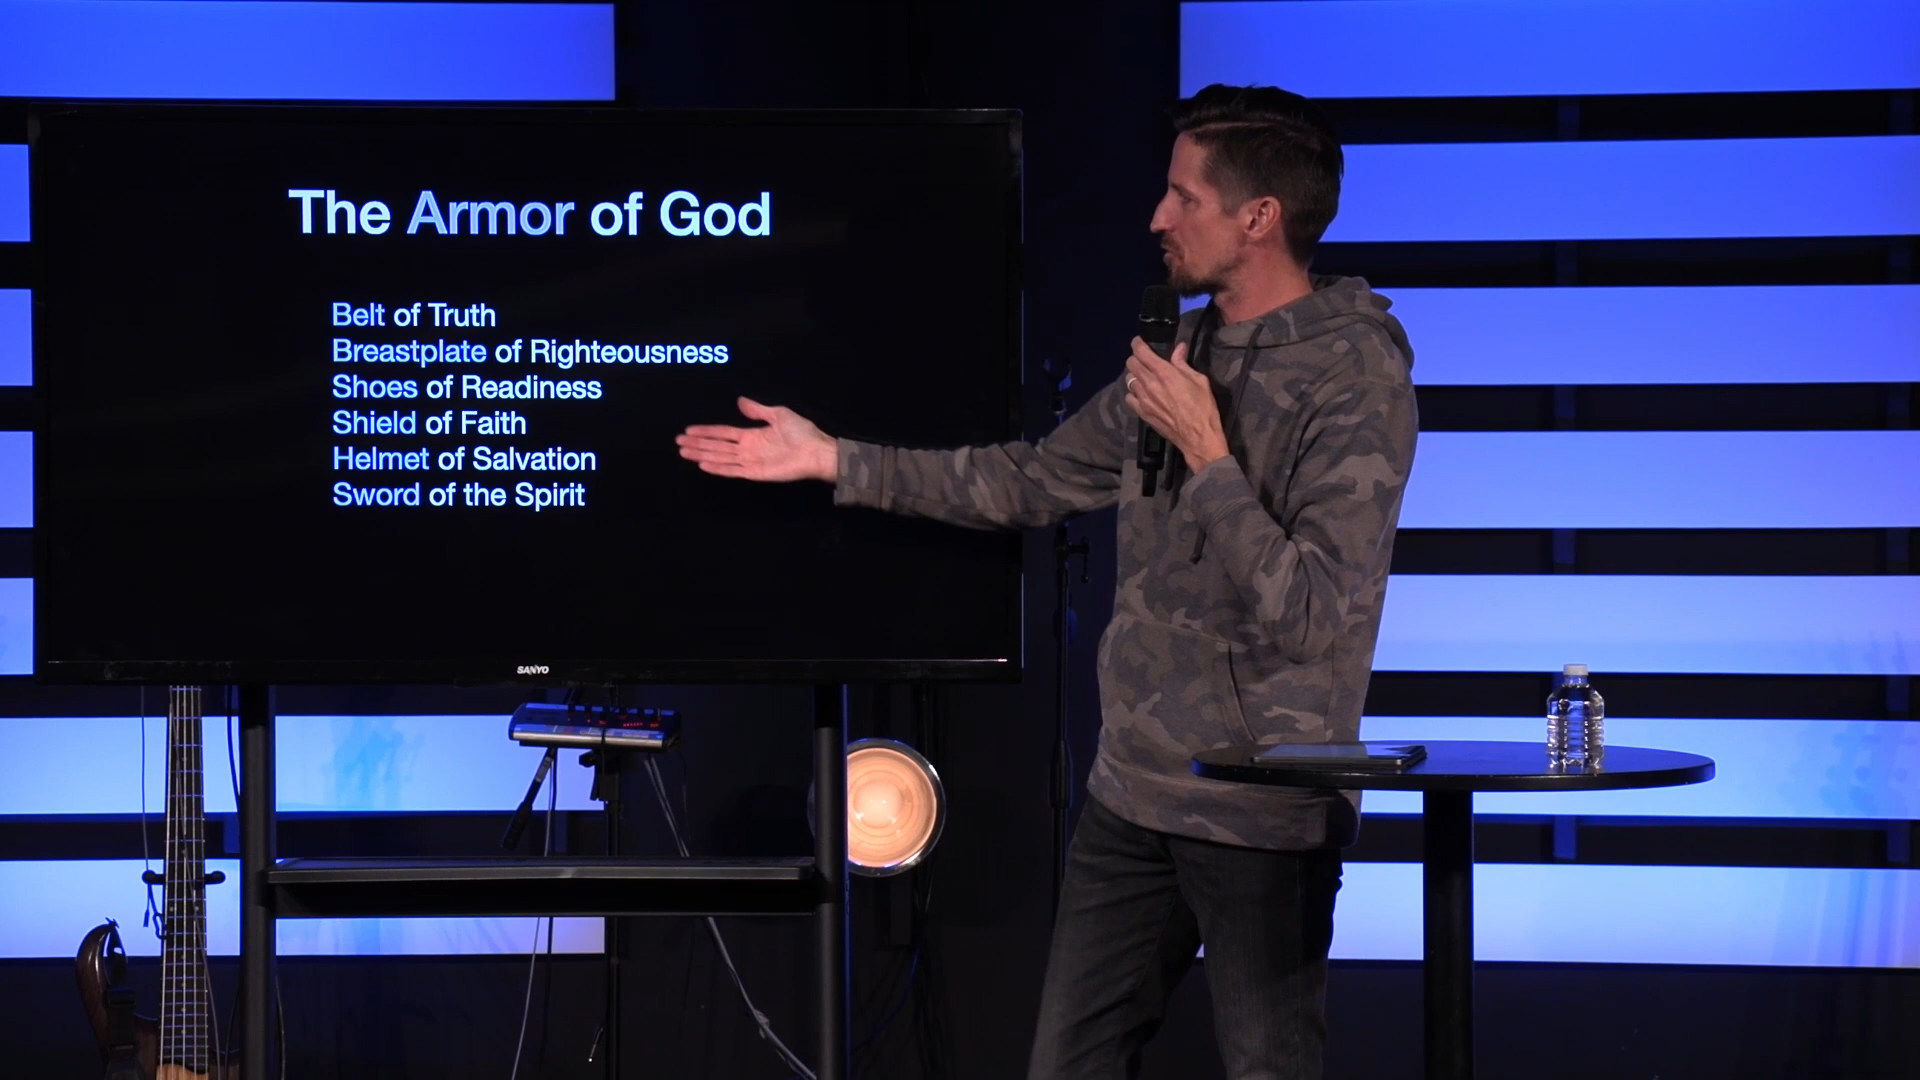 The Armor of God
Belt of Truth
Breastplate of Righteousness
Shoes of Readiness
Shield of Faith
Helmet of Salvation
Sword of the Spirit
SANYO